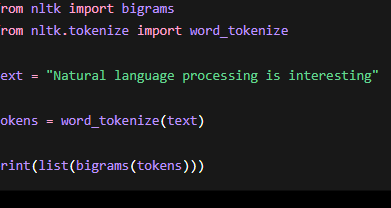 rom nltk import bigrams
rom nltk.tokenize import word_tokenize
ext = "Natural language processing is interesting"
okens = word_tokenize(text)
rint(list(bigrams(tokens)))